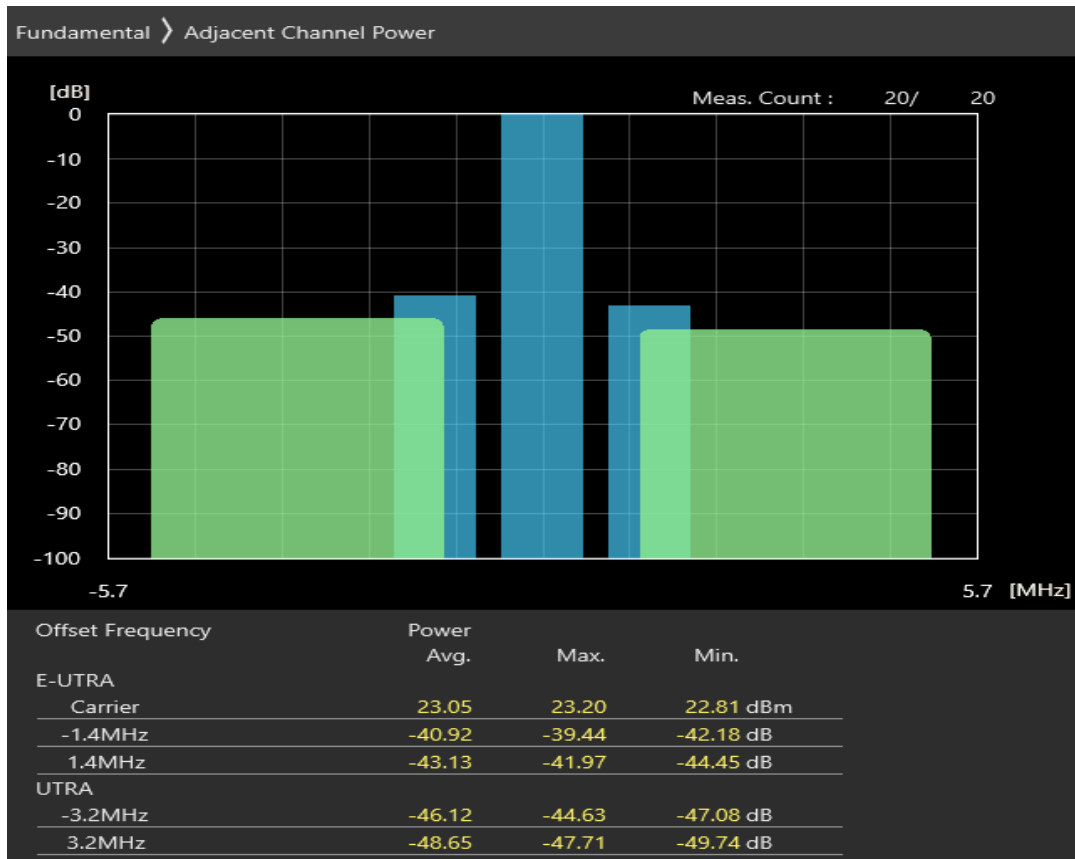 Fundamental 〉 Adjacent Channel Power
[dB]
Meas. Count : 20/ 20
0
-10
-20
-30
-40
-50
-60
-70
-80
-90
-100
-5.7 5.7 [MHz]
Offset Frequency Power
Avg. Max. Min.
E-UTRA
Carrier 23.05 23.20 22.81 dBm
-1.4MHz -40.92 -39.44 -42.18 dB
1.4MHz -43.13 -41.97 -44.45 dB
UTRA
-3.2MHz -46.12 -44.63 -47.08 dB
3.2MHz -48.65 -47.71 -49.74 dB